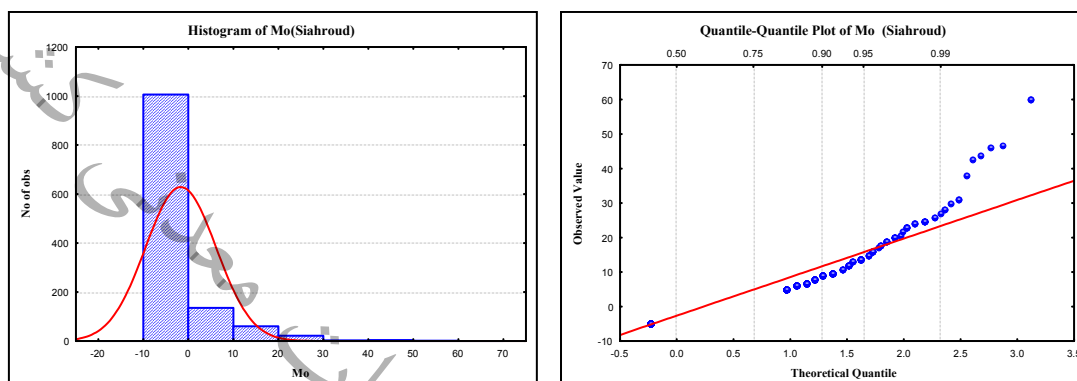 Histogram of Mo(Siahroud)
1200
1000
800
600
400
200
0
No of obs
-20 -10 0 10 20 30 40 50 60 70
Mo
Quantile-Quantile Plot of Mo (Siahroud)
0.50 0.75 0.90 0.95 0.99
70
60
50
40
30
20
10
0
-10
Observed Value
-0.5 0.0 0.5 1.0 1.5 2.0 2.5 3.0 3.5
Theoretical Quantile